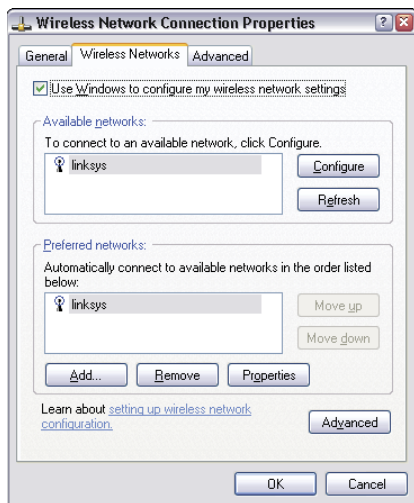 Wireless Network Connection Properties
General Wireless Networks Advanced
Use Windows to configure my wireless network settings
Available networks:
To connect to an available network, click Configure.
linksys
Configure
Refresh
Preferred networks:
Automatically connect to available networks in the order listed
below:
linksys
Move up
Move down
Add... Remove Properties
Learn about setting up wireless network
configuration.
Advanced
OK Cancel